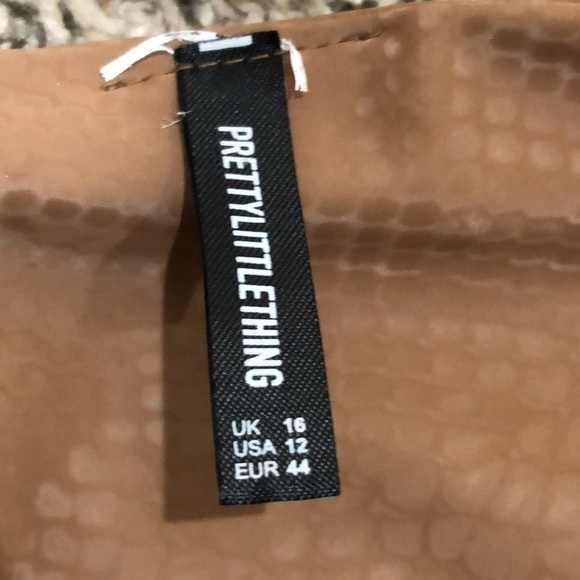 PRETTYLITTLETHING
UK 16
USA 12
EUR 44